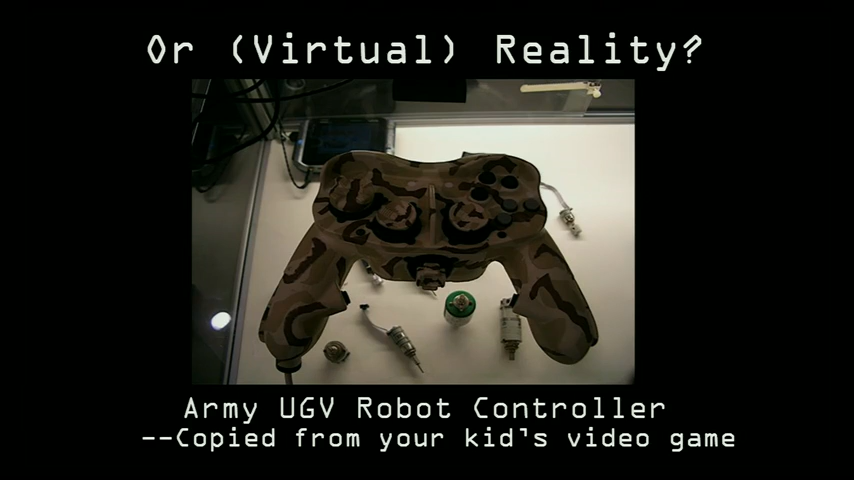 Or (Virtual) Reality?
Army UGV Robot Controller
--Copied from your kid's video game